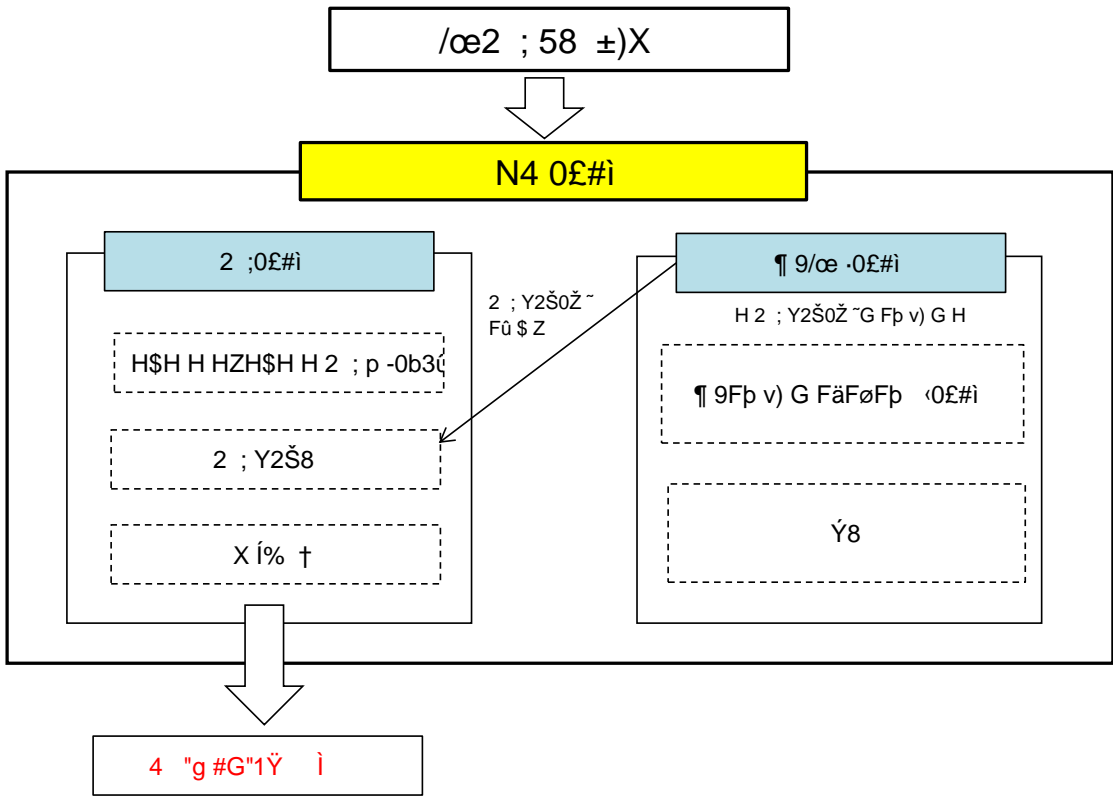 /œ2 ; 58 ±)X
N4 0£#ì
2 ;0£#ì
¶ 9/œ ·0£#ì
2 ; Y2Š0Ž ˜
Fû $ Z
H 2 ; Y2Š0Ž ˜G Fþ v) G H
H$H H HZH$H H 2 ; p -0b3
¶ 9Fþ v) G FäFøFþ ‹0£#ì
2 ; Y2Š8
Ý8
X Í% †
4 "g #G"1Ÿ Ì